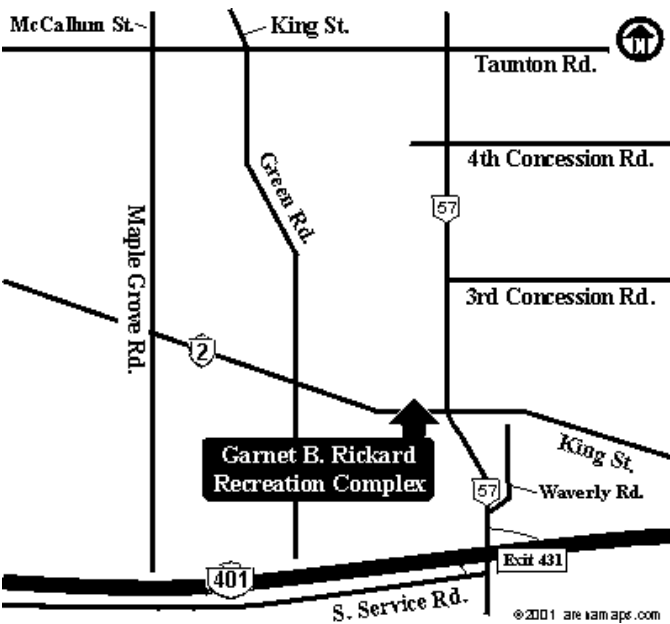 McCallum St.
King St.
N
Taunton Rd.
4th Concession Rd.
Green Rd.
57
Maple Grove Rd.
3rd Concession Rd.
2
Garnet B. Rickard
Recreation Complex
King St.
57
Waverly Rd.
Exit 431
401
S. Service Rd.
©2001 arenamaps.com